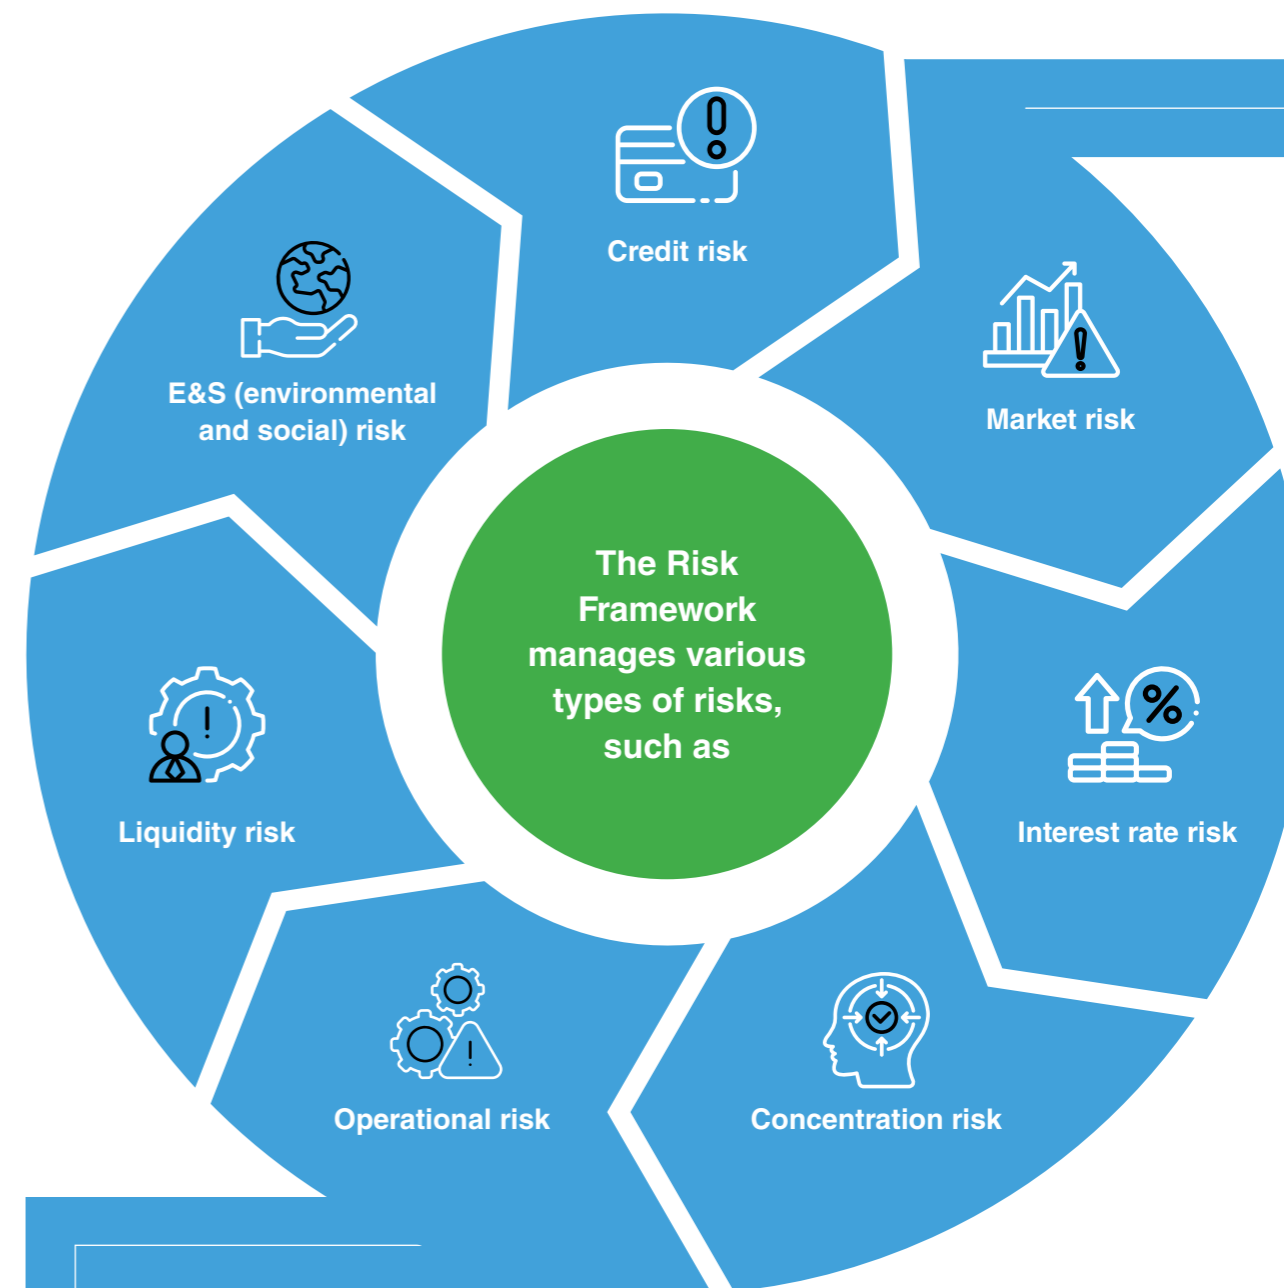 The Risk
Framework
manages various
types of risks,
such as
Credit risk
Market risk
Interest rate risk
Concentration risk
Operational risk
Liquidity risk
E&S (environmental
and social) risk